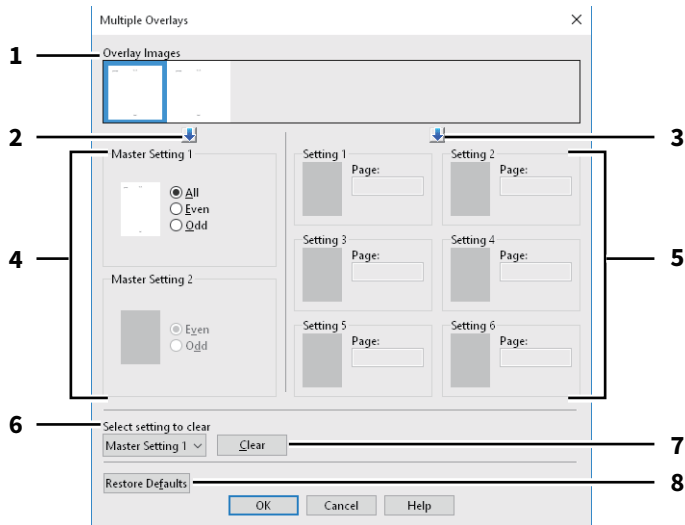 Multiple Overlays
1 Overlay Images
2 3
Master Setting 1 Setting 1 Setting 2
Page: Page:
All
Even
Odd
4 5
Setting 3 Setting 4
Page: Page:
Master Setting 2
Even
Odd
Setting 5 Setting 6
Page: Page:
6 Select setting to clear
Master Setting 1 Clear 7
Restore Defaults 8
OK Cancel Help